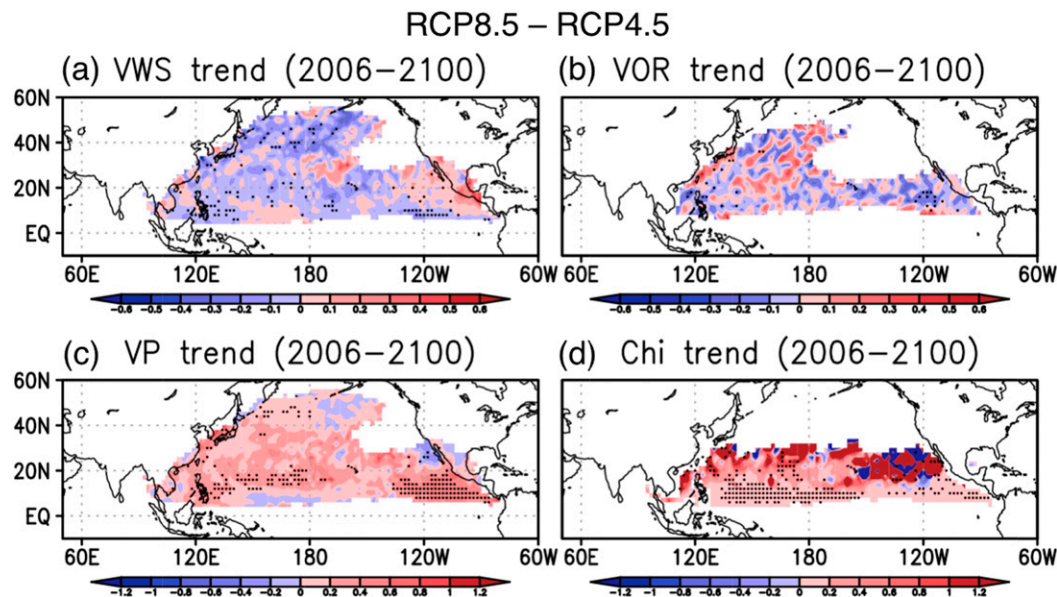 RCP8.5 – RCP4.5
(a) VWS trend (2006–2100)
(b) VOR trend (2006–2100)
60N
40N
20N
EQ
60E 120E 180 120W 60W
60E 120E 180 120W 60W
-0.6 -0.5 -0.4 -0.3 -0.2 -0.1 0 0.1 0.2 0.3 0.4 0.5 0.6
-0.6 -0.5 -0.4 -0.3 -0.2 -0.1 0 0.1 0.2 0.3 0.4 0.5 0.6
(c) VP trend (2006–2100)
(d) Chi trend (2006–2100)
60N
40N
20N
EQ
60E 120E 180 120W 60W
60E 120E 180 120W 60W
-1.2 -1 -0.8 -0.6 -0.4 -0.2 0 0.2 0.4 0.6 0.8 1 1.2
-1.2 -1 -0.8 -0.6 -0.4 -0.2 0 0.2 0.4 0.6 0.8 1 1.2